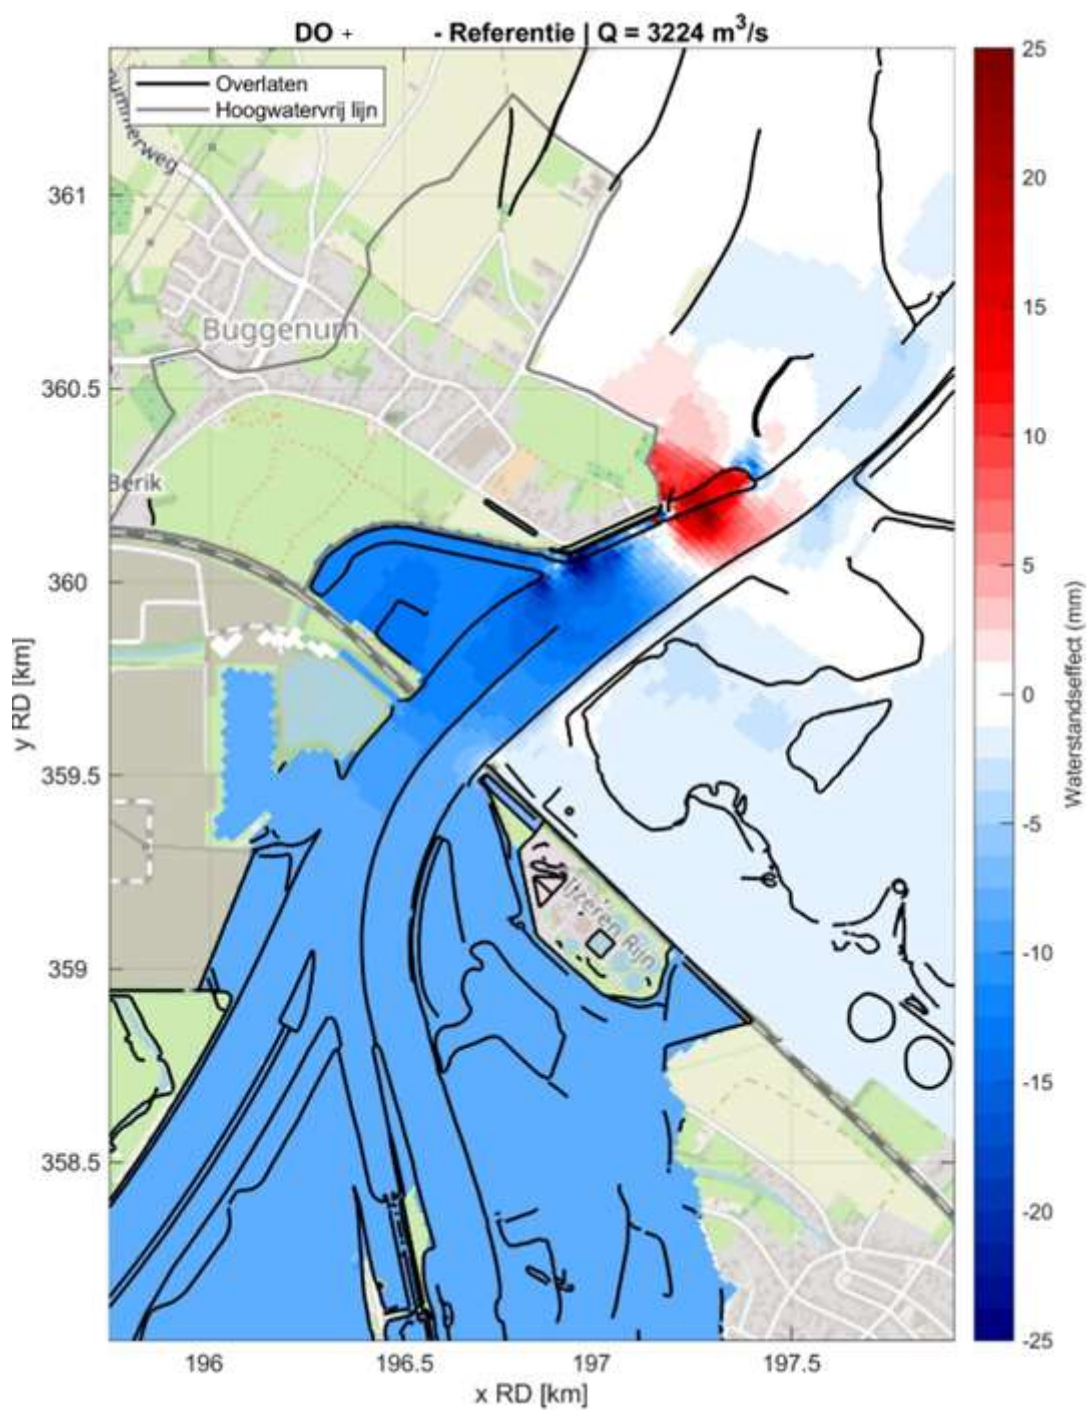 DO + - Referentie | Q = 3224 m³/s
Overlaten
Hoogwatervrij lijn
Buggenum
Berik
IJzeren Rijn
361
360.5
360
359.5
359
358.5
y RD [km]
196
196.5
197
197.5
x RD [km]
25
20
15
10
5
0
-5
-10
-15
-20
-25
Waterstandseffect (mm)